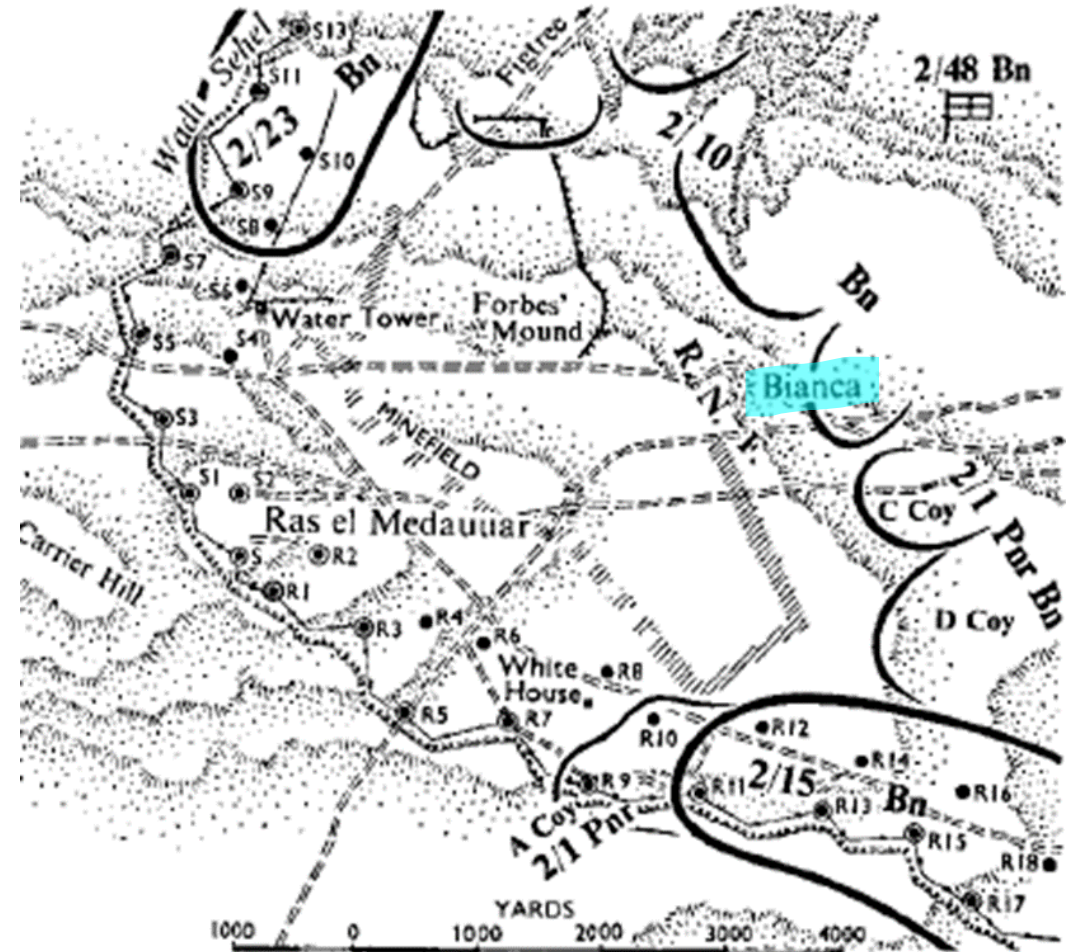 S13
Wadi Sehel
S11
Bn
2/23
S10
S9
S8
Figtree
2/48 Bn
2/10
Bn
S7
S6
Water Tower
Forbes'
Mound
S5
S4
R.N.F.
Bianca
S3
MINEFIELD
S1
S2
Ras el Medauuar
C Coy
2/1 Pnr Bn
Carrier Hill
S
R2
R1
D Coy
R3
R4
R6
White
House
R8
R5
R7
R10
R12
R14
R9
R11
2/15
Bn
R13
R16
A Coy
2/1 Pnr
R15
R18
R17
YARDS
1000 0 1000 2000 3000 4000